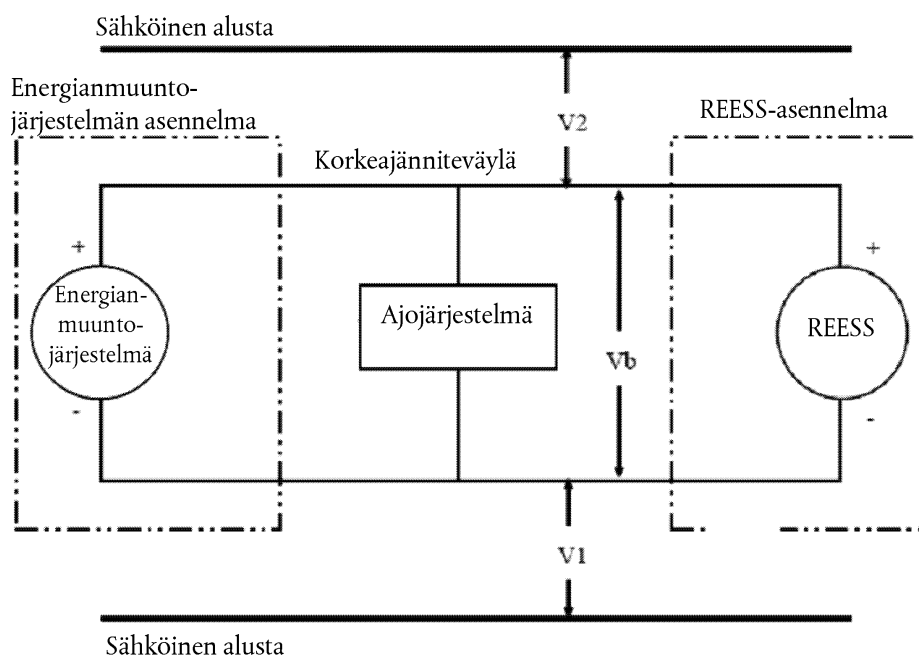 Sähköinen alusta
Energianmuunto-
järjestelmän asennelma
V2
REESS-asennelma
Korkeajänniteväylä
+
+
Energian-
muunto-
järjestelmä
Ajojärjestelmä
REESS
Vb
-
-
V1
Sähköinen alusta